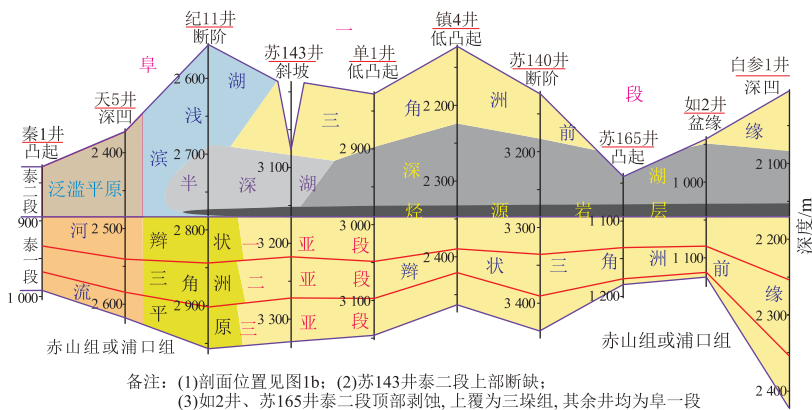 纪11井
断阶
阜 一 段
苏143井
斜坡
单1井
低凸起
镇4井
低凸起
苏140井
断阶
白参1井
深凹
天5井
深凹
秦1井
凸起
苏165井
凸起
如2井
盆缘
滨 浅 湖
三 角 洲 前 缘
半 深 湖
深 湖
泛滥平原
烃 源 岩 层
泰二段
泰一段
河 流
辫 状
三 角 洲
平 原
一 亚 段
二 亚 段
三 亚 段
辫 状 三 角 洲 前 缘
900
1 000
2 400
2 500
2 600
2 600
2 700
2 800
2 900
3 100
3 200
3 300
2 900
3 000
3 100
2 200
2 300
2 400
3 200
3 300
3 400
1 100
1 200
1 000
1 100
2 100
2 200
2 300
2 400
深度/m
赤山组或浦口组
赤山组或浦口组
备注：(1)剖面位置见图1b；(2)苏143井泰二段上部断缺；
(3)如2井、苏165井泰二段顶部剥蚀, 上覆为三垛组, 其余井均为阜一段